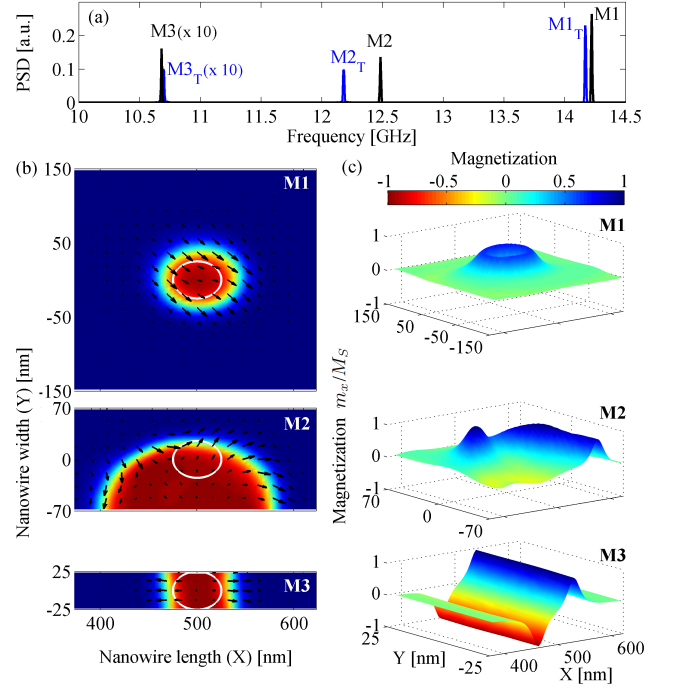 (a)
PSD [a.u.]
0.2
0.1
0
M3(x 10)
M3T(x 10)
M2T
M2
M1T
M1
10 10.5 11 11.5 12 12.5 13 13.5 14 14.5
Frequency [GHz]
(b)
Nanowire width (Y) [nm]
150
50
-50
-150
M1
70
0
-70
M2
25
-25
M3
400 500 600
Nanowire length (X) [nm]
(c)
Magnetization
-1 -0.5 0 0.5 1
Magnetization mx/MS
M1
1
0
-1
150
50
-50
-150
M2
1
0
-1
70
0
-70
M3
1
0
-1
25
-25
Y [nm]
400
500
600
X [nm]